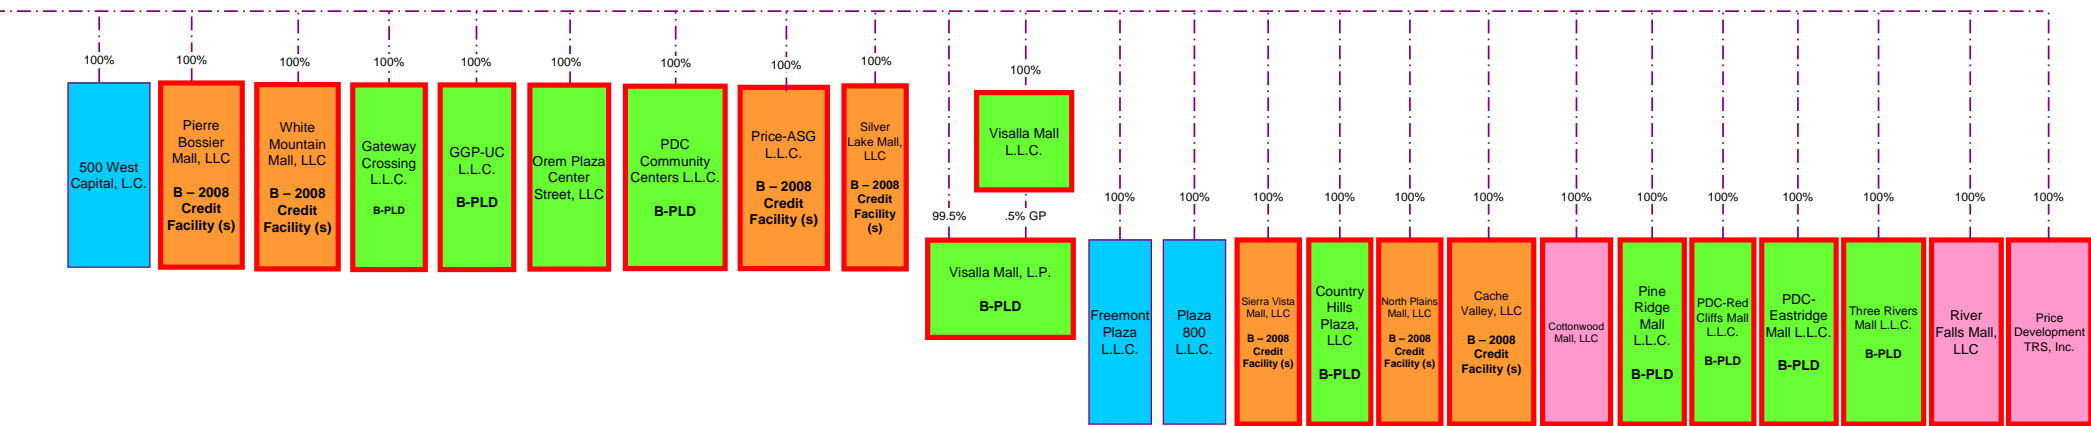 100%
500 West
Capital, L.C.
100%
Pierre
Bossier
Mall, LLC
B – 2008
Credit
Facility (s)
100%
White
Mountain
Mall, LLC
B – 2008
Credit
Facility (s)
100%
Gateway
Crossing
L.L.C.
B-PLD
100%
GGP-UC
L.L.C.
B-PLD
100%
Orem Plaza
Center
Street, LLC
100%
PDC
Community
Centers L.L.C.
B-PLD
100%
Price-ASG
L.L.C.
B – 2008
Credit
Facility (s)
100%
Silver
Lake Mall,
LLC
B – 2008
Credit
Facility
(s)
100%
Visalla Mall
L.L.C.
99.5%
.5% GP
Visalla Mall, L.P.
B-PLD
100%
Freemont
Plaza
L.L.C.
100%
Plaza
800
L.L.C.
100%
Sierra Vista
Mall, LLC
B – 2008
Credit
Facility (s)
100%
Country
Hills
Plaza,
LLC
B-PLD
100%
North Plains
Mall, LLC
B – 2008
Credit
Facility (s)
100%
Cache
Valley, LLC
B – 2008
Credit
Facility (s)
100%
Cottonwood
Mall, LLC
100%
Pine
Ridge
Mall
L.L.C.
B-PLD
100%
PDC-Red
Cliffs Mall
L.L.C.
B-PLD
100%
PDC-
Eastridge
Mall L.L.C.
B-PLD
100%
Three Rivers
Mall L.L.C.
B-PLD
100%
River
Falls Mall,
LLC
100%
Price
Development
TRS, Inc.